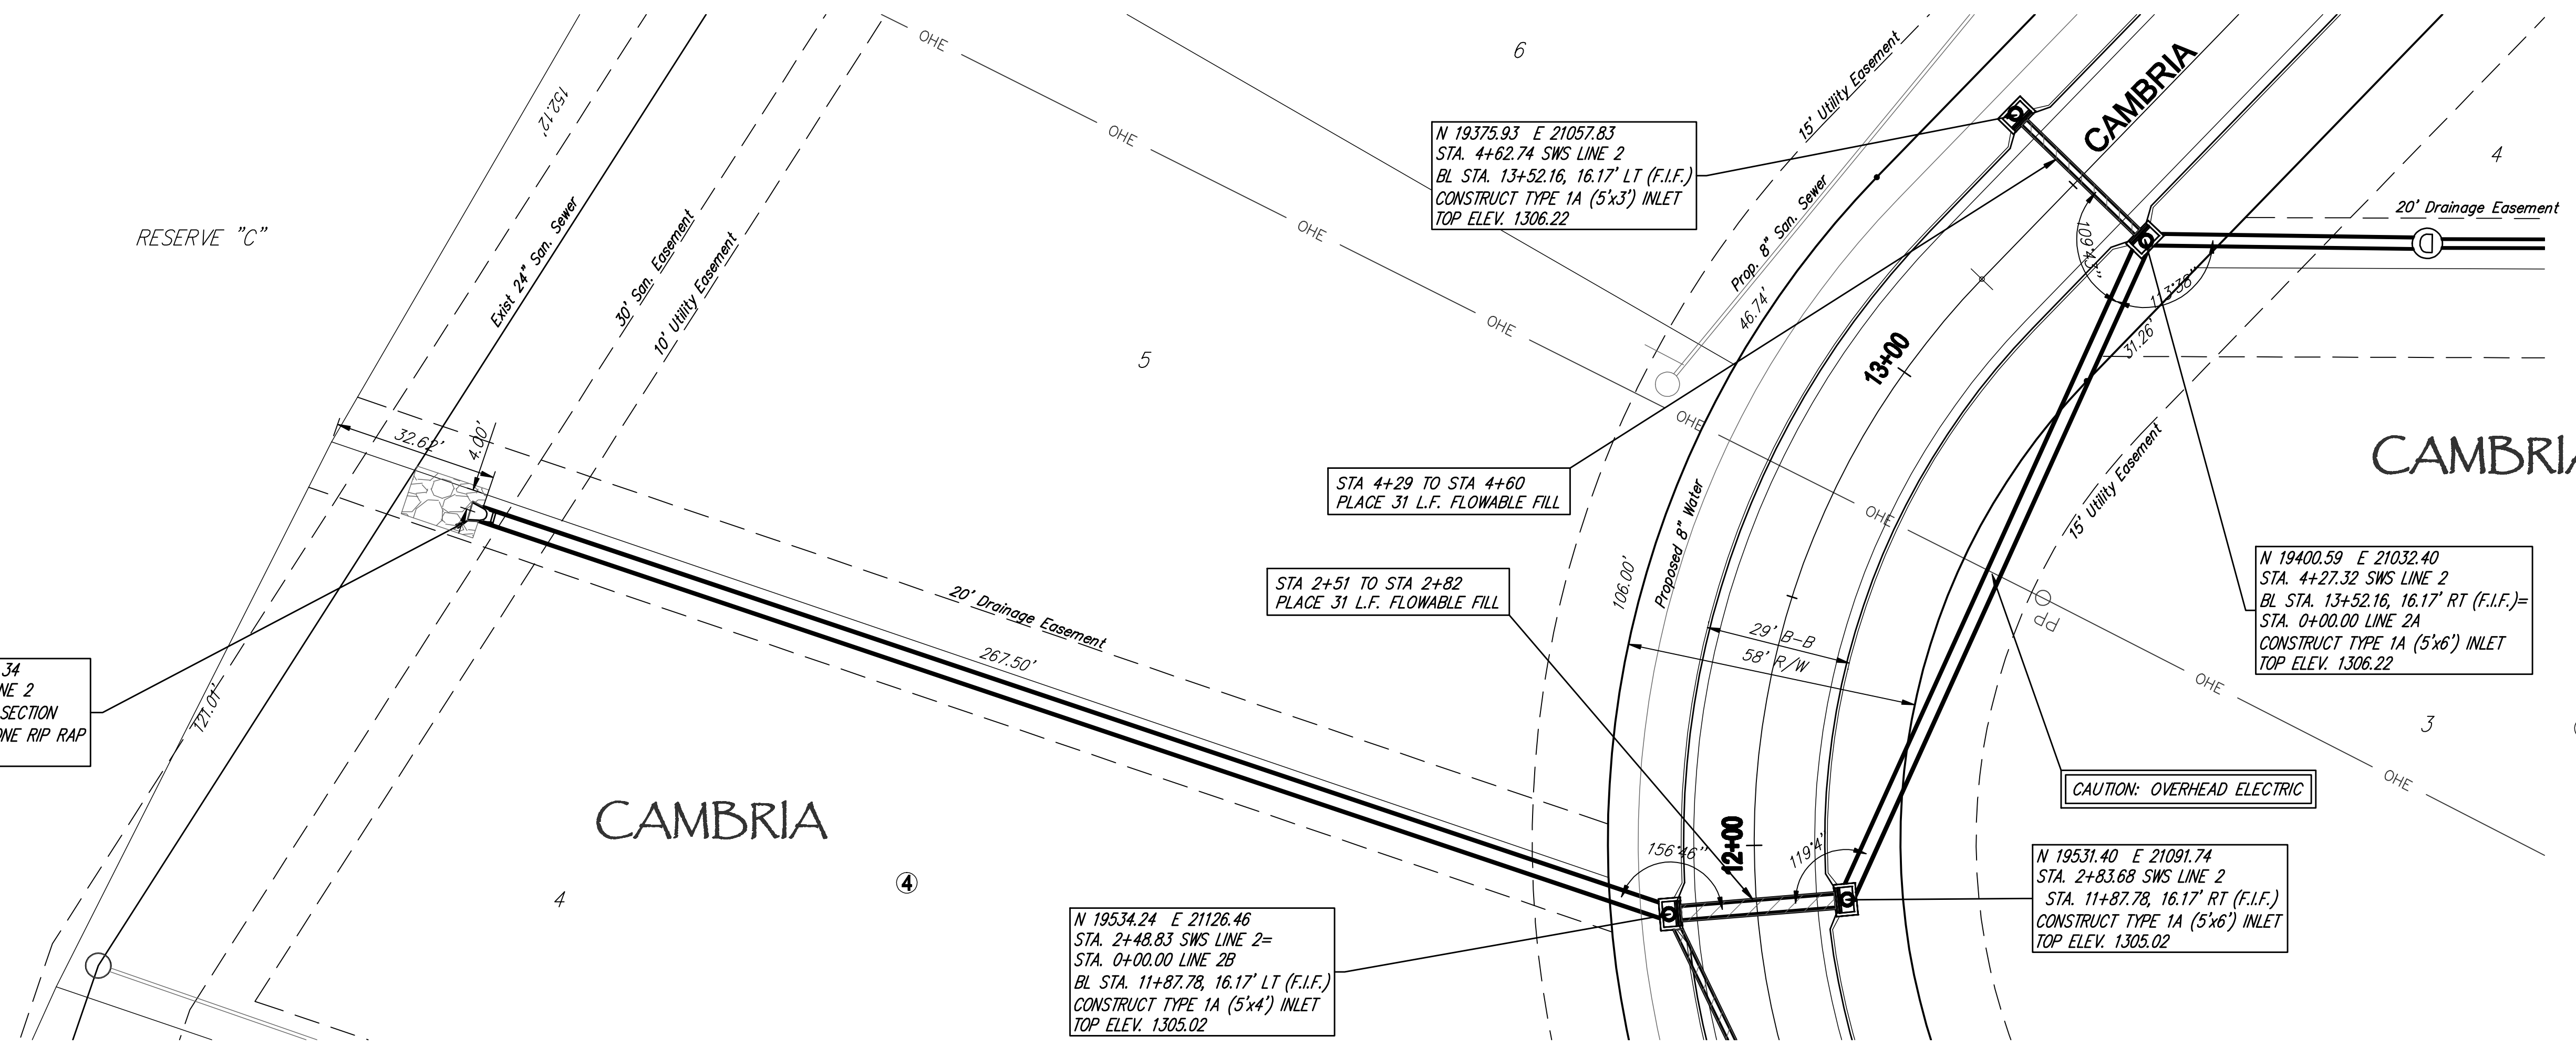 OHE
6
15' Utility Easement
CAMBRIA
152.12'
N 19375.93  E 21057.83
STA. 4+62.74 SWS LINE 2
BL STA. 13+52.16, 16.17' LT (F.I.F.)
CONSTRUCT TYPE 1A (5'x3') INLET
TOP ELEV. 1306.22
OHE
4
20' Drainage Easement
RESERVE "C"
Exist 24" San. Sewer
30' San. Easement
10' Utility Easement
OHE
Prop. 8" San. Sewer
46.74'
109°43''
113°38''
31.26'
OHE
5
13+00
32.62'
4.00'
OHE
CAMBRIA
STA 4+29 TO STA 4+60
PLACE 31 L.F. FLOWABLE FILL
15' Utility Easement
OHE
Proposed 8" Water
106.00'
STA 2+51 TO STA 2+82
PLACE 31 L.F. FLOWABLE FILL
N 19400.59  E 21032.40
STA. 4+27.32 SWS LINE 2
BL STA. 13+52.16, 16.17' RT (F.I.F.)=
STA. 0+00.00 LINE 2A
CONSTRUCT TYPE 1A (5'x6') INLET
TOP ELEV. 1306.22
PP
20' Drainage Easement
267.50'
29' B-B
58' R/W
34
NE 2
SECTION
ONE RIP RAP
121.01'
OHE
3
OHE
CAUTION: OVERHEAD ELECTRIC
CAMBRIA
4
4
156°46''
12+00
119°4'
N 19531.40  E 21091.74
STA. 2+83.68 SWS LINE 2
STA. 11+87.78, 16.17' RT (F.I.F.)
CONSTRUCT TYPE 1A (5'x6') INLET
TOP ELEV. 1305.02
N 19534.24  E 21126.46
STA. 2+48.83 SWS LINE 2=
STA. 0+00.00 LINE 2B
BL STA. 11+87.78, 16.17' LT (F.I.F.)
CONSTRUCT TYPE 1A (5'x4') INLET
TOP ELEV. 1305.02